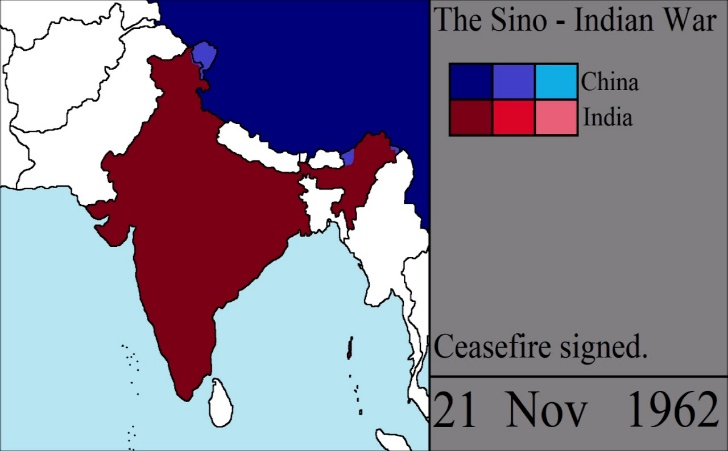 The Sino - Indian War
China
India
Ceasefire signed.
21 Nov 1962